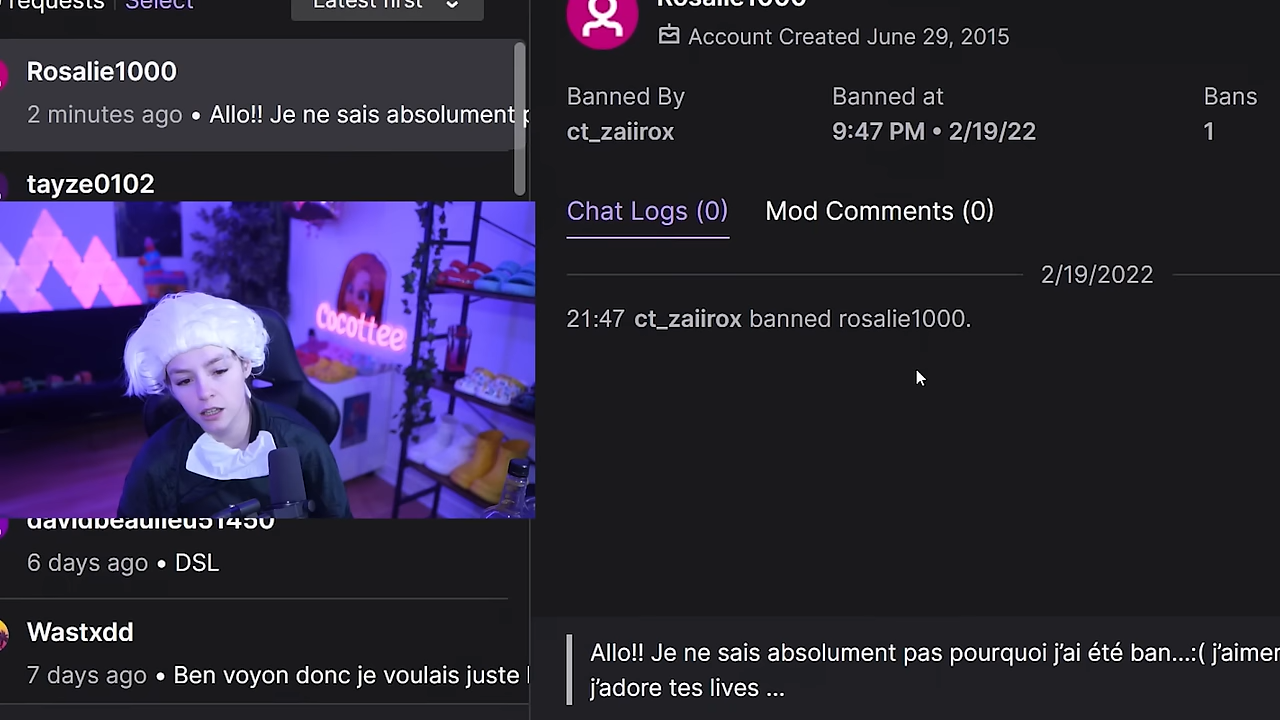 requests
Select
Latest first
Rosalie1000
2 minutes ago • Allo!! Je ne sais absolument
tayze0102
cocottee
davidbeaulieu51450
6 days ago • DSL
Wastxdd
7 days ago • Ben voyon donc je voulais juste
Rosalie1000
Account Created June 29, 2015
Banned By
ct_zaiirox
Banned at
9:47 PM • 2/19/22
Bans
1
Chat Logs (0)
Mod Comments (0)
2/19/2022
21:47 ct_zaiirox banned rosalie1000.
Allo!! Je ne sais absolument pas pourquoi j’ai été ban...:( j’aimer
j’adore tes lives ...